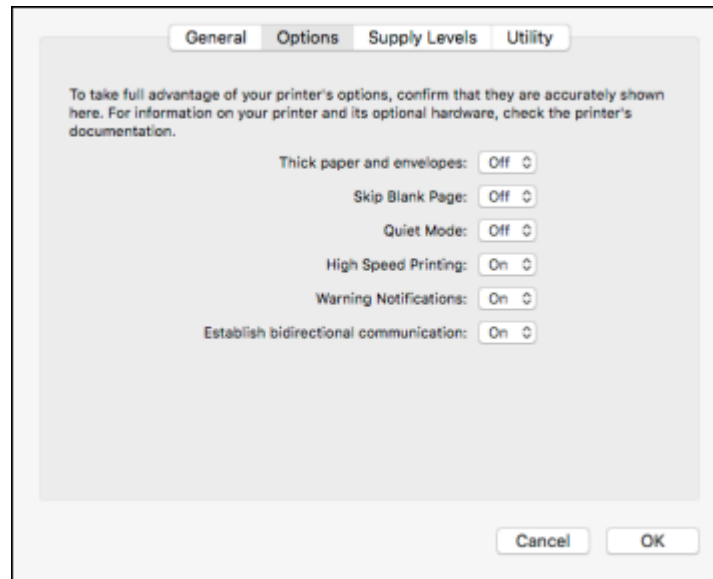 General Options Supply Levels Utility
To take full advantage of your printer's options, confirm that they are accurately shown
here. For information on your printer and its optional hardware, check the printer's
documentation.
Thick paper and envelopes: Off
Skip Blank Page: Off
Quiet Mode: Off
High Speed Printing: On
Warning Notifications: On
Establish bidirectional communication: On
Cancel OK